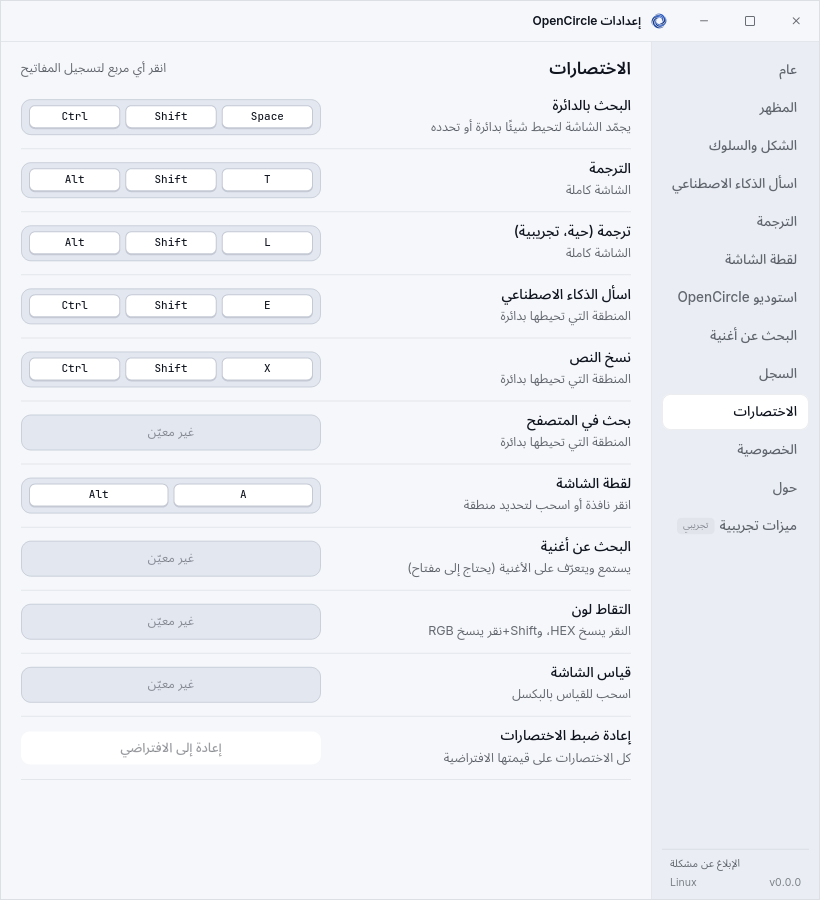 إعدادات OpenCircle
عام
المظهر
الشكل والسلوك
اسأل الذكاء الاصطناعي
الترجمة
لقطة الشاشة
استوديو OpenCircle
البحث عن أغنية
السجل
الاختصارات
الخصوصية
حول
ميزات تجريبية تجريبي
الإبلاغ عن مشكلة
v0.0.0 Linux
الاختصارات
انقر أي مربع لتسجيل المفاتيح
البحث بالدائرة
يجمّد الشاشة لتحيط شيئًا بدائرة أو تحدده
Ctrl Shift Space
الترجمة
الشاشة كاملة
Alt Shift T
ترجمة (حية، تجريبية)
الشاشة كاملة
Alt Shift L
اسأل الذكاء الاصطناعي
المنطقة التي تحيطها بدائرة
Ctrl Shift E
نسخ النص
المنطقة التي تحيطها بدائرة
Ctrl Shift X
بحث في المتصفح
المنطقة التي تحيطها بدائرة
غير معيّن
لقطة الشاشة
انقر نافذة أو اسحب لتحديد منطقة
Alt A
البحث عن أغنية
يستمع ويتعرّف على الأغنية (يحتاج إلى مفتاح)
غير معيّن
التقاط لون
النقر ينسخ HEX، وShift+نقر ينسخ RGB
غير معيّن
قياس الشاشة
اسحب للقياس بالبكسل
غير معيّن
إعادة ضبط الاختصارات
كل الاختصارات على قيمتها الافتراضية
إعادة إلى الافتراضي